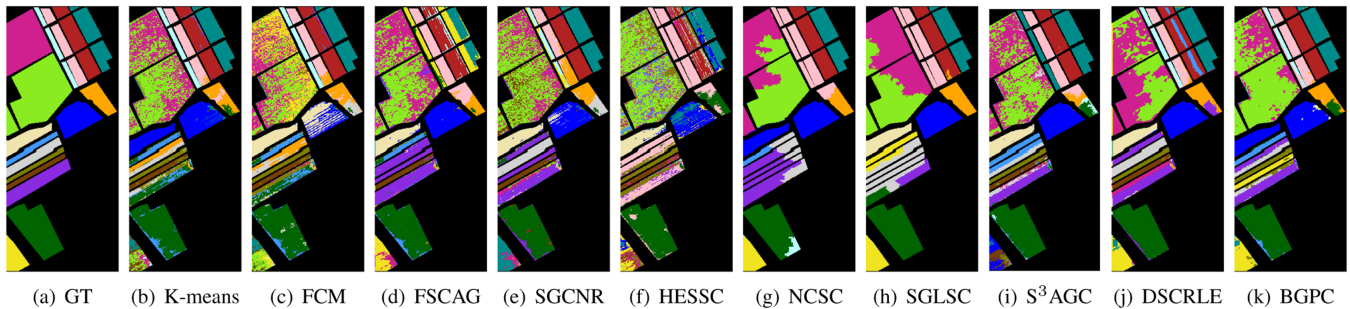 (a) GT (b) K-means (c) FCM (d) FSCAG (e) SGCNR (f) HESSC (g) NCSC (h) SGLSC (i) S³AGC (j) DSCRLE (k) BGPC